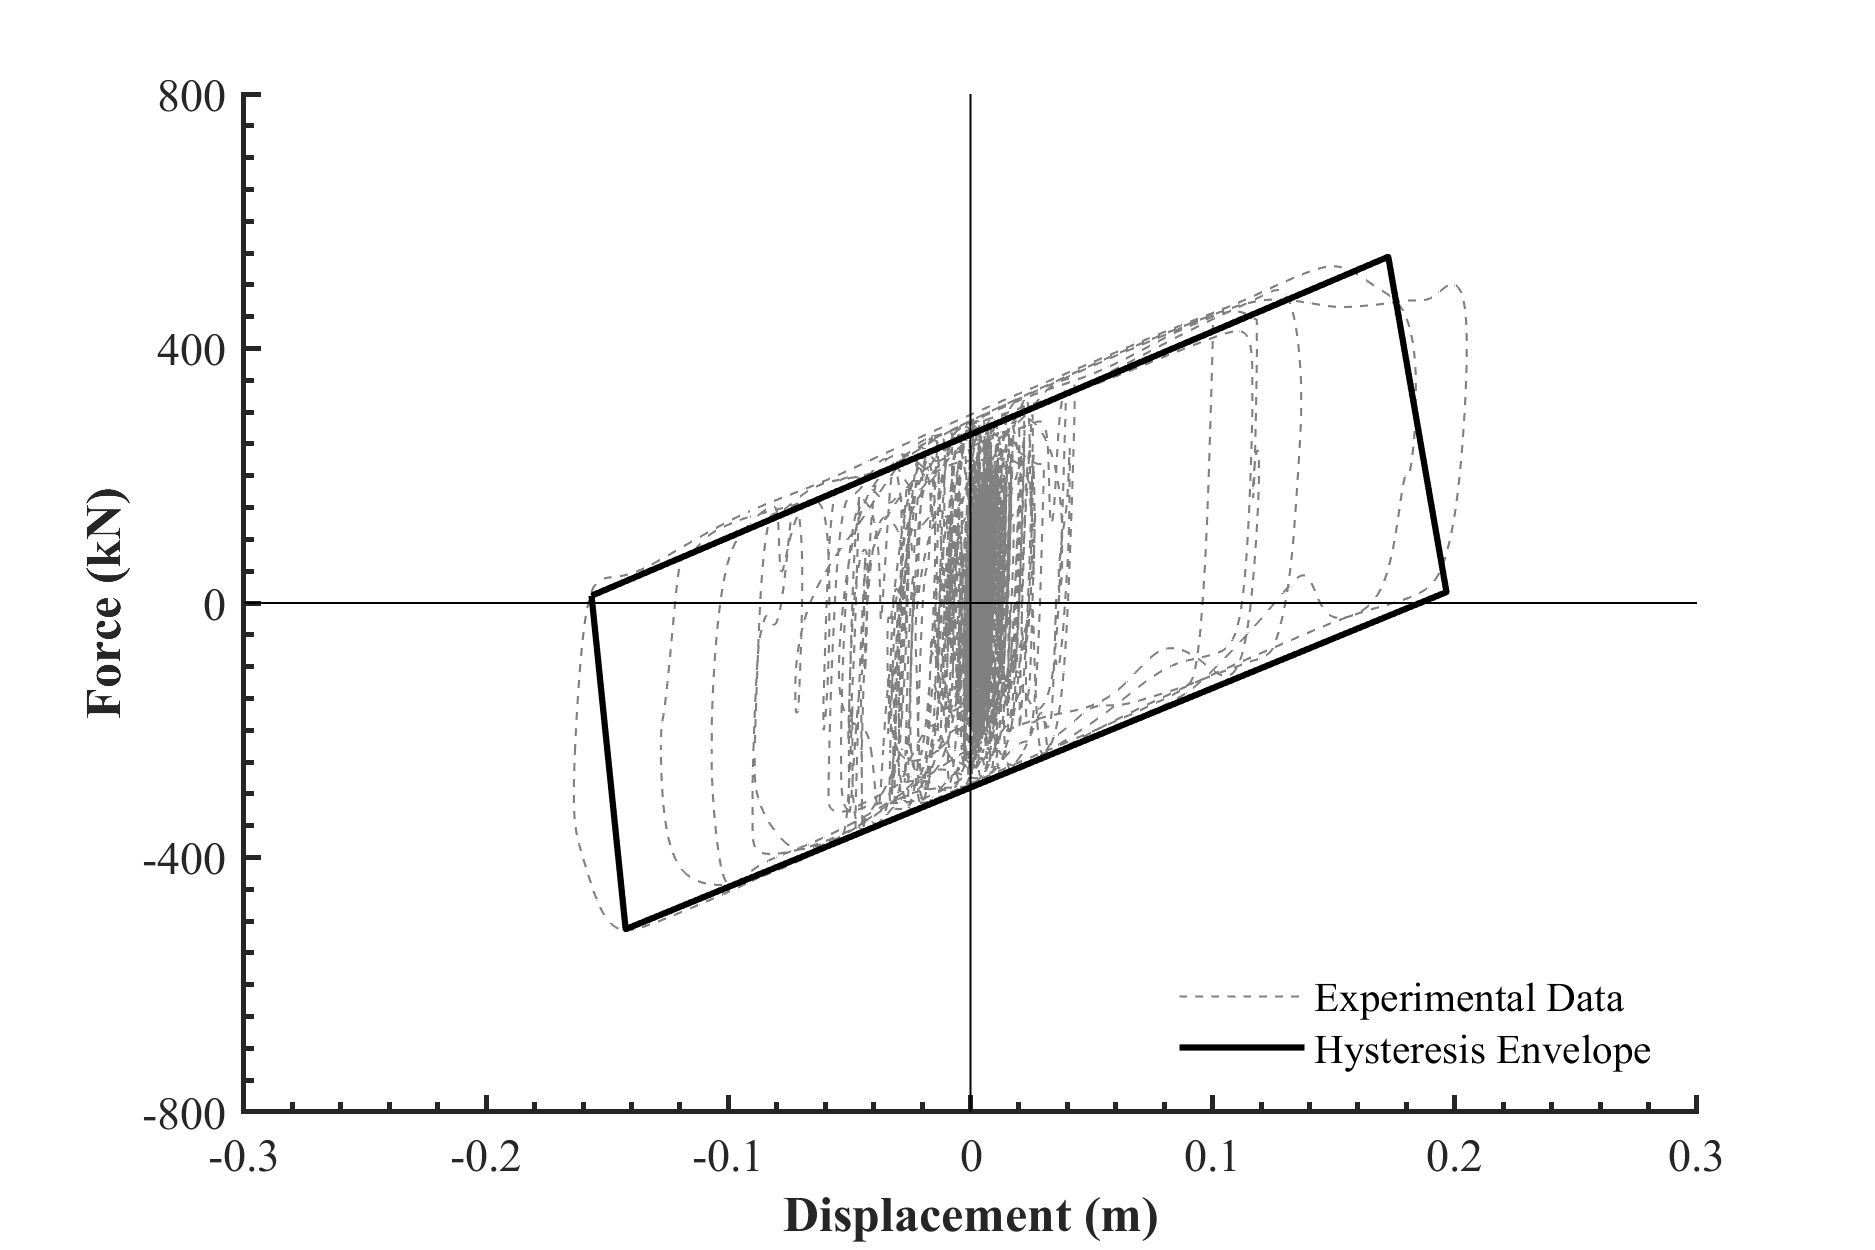 800
400
0
-400
-800
Force (kN)
-0.3 -0.2 -0.1 0 0.1 0.2 0.3
Displacement (m)
Experimental Data
Hysteresis Envelope